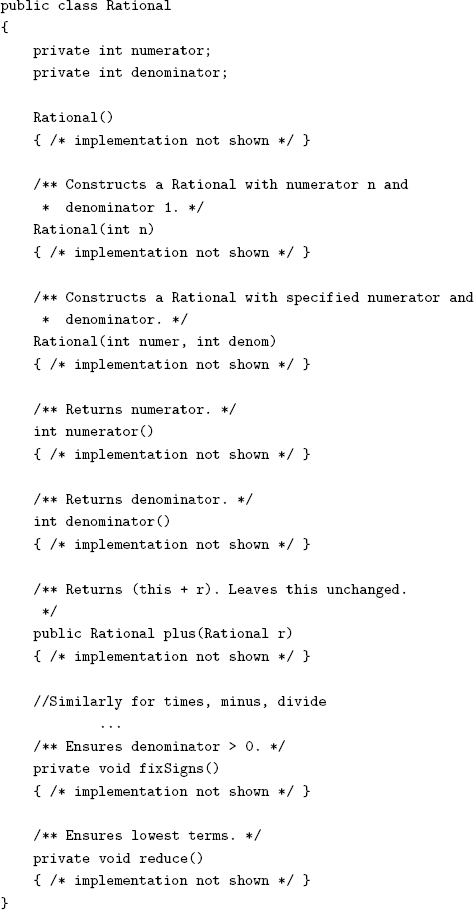 public class Rational
{
private int numerator;
private int denominator;
Rational()
{ /* implementation not shown */ }
/** Constructs a Rational with numerator n and
* denominator 1. */
Rational(int n)
{ /* implementation not shown */ }
/** Constructs a Rational with specified numerator and
* denominator. */
Rational(int numer, int denom)
{ /* implementation not shown */ }
/** Returns numerator. */
int numerator()
{ /* implementation not shown */ }
/** Returns denominator. */
int denominator()
{ /* implementation not shown */ }
/** Returns (this + r). Leaves this unchanged.
*/
public Rational plus(Rational r)
{ /* implementation not shown */ }
//Similarly for times, minus, divide
...
/** Ensures denominator > 0. */
private void fixSigns()
{ /* implementation not shown */ }
/** Ensures lowest terms. */
private void reduce()
{ /* implementation not shown */ }
}